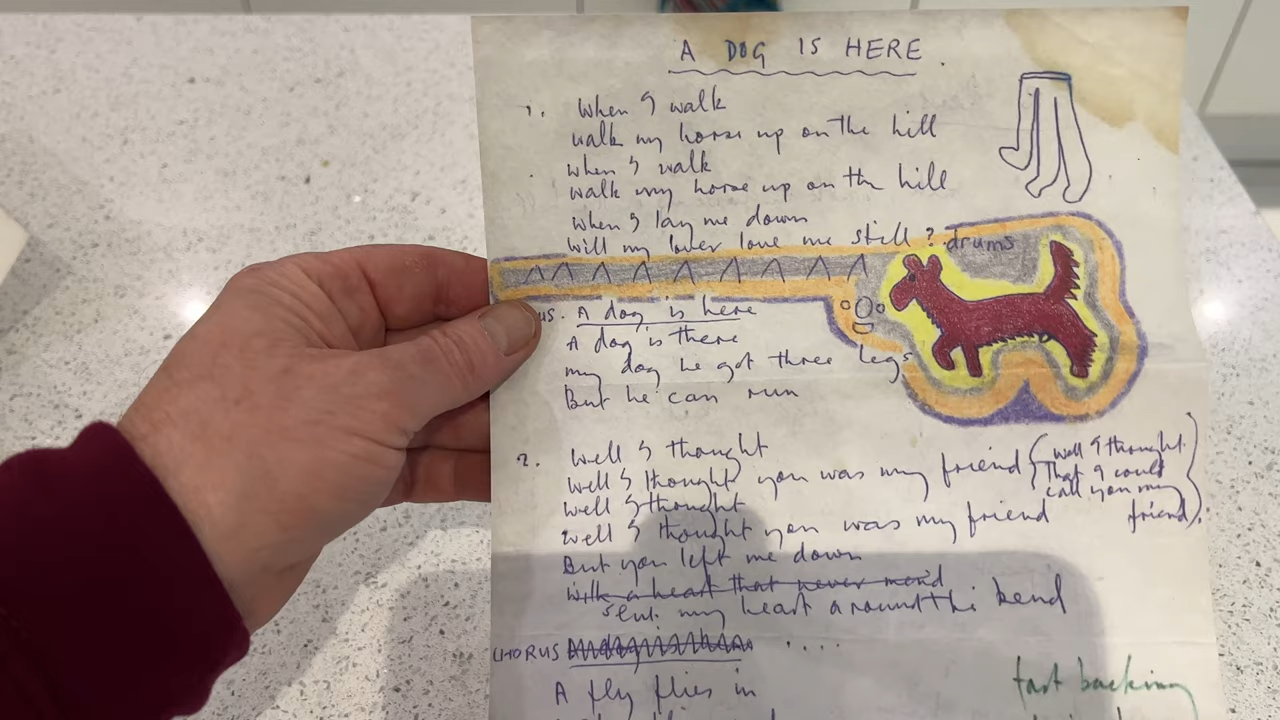 A DOG IS HERE.
1. When I walk
walk my horse up on the hill
when I walk
walk my horse up on the hill
when I lay me down
will my lover love me still? drums
us. A dog is here
A dog is there
my dog he got three legs
But he can run
2. Well I thought
well I thought you was my friend (well I thought
that I could
call you my
friend).
well I thought
well I thought you was my friend
But you left me down
with a heart that never mend
sent my heart around the bend
CHORUS ....
A fly flies in
fast backing